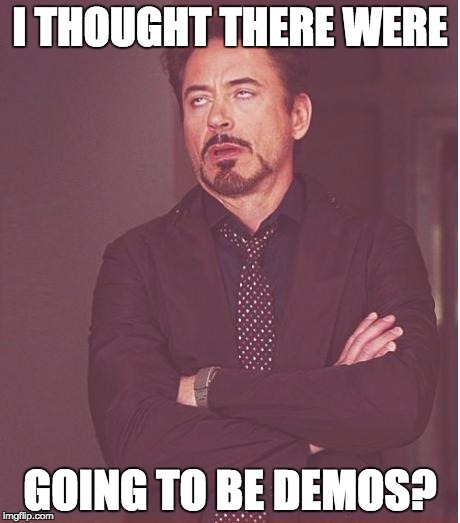 I THOUGHT THERE WERE
GOING TO BE DEMOS?
imgflip.com